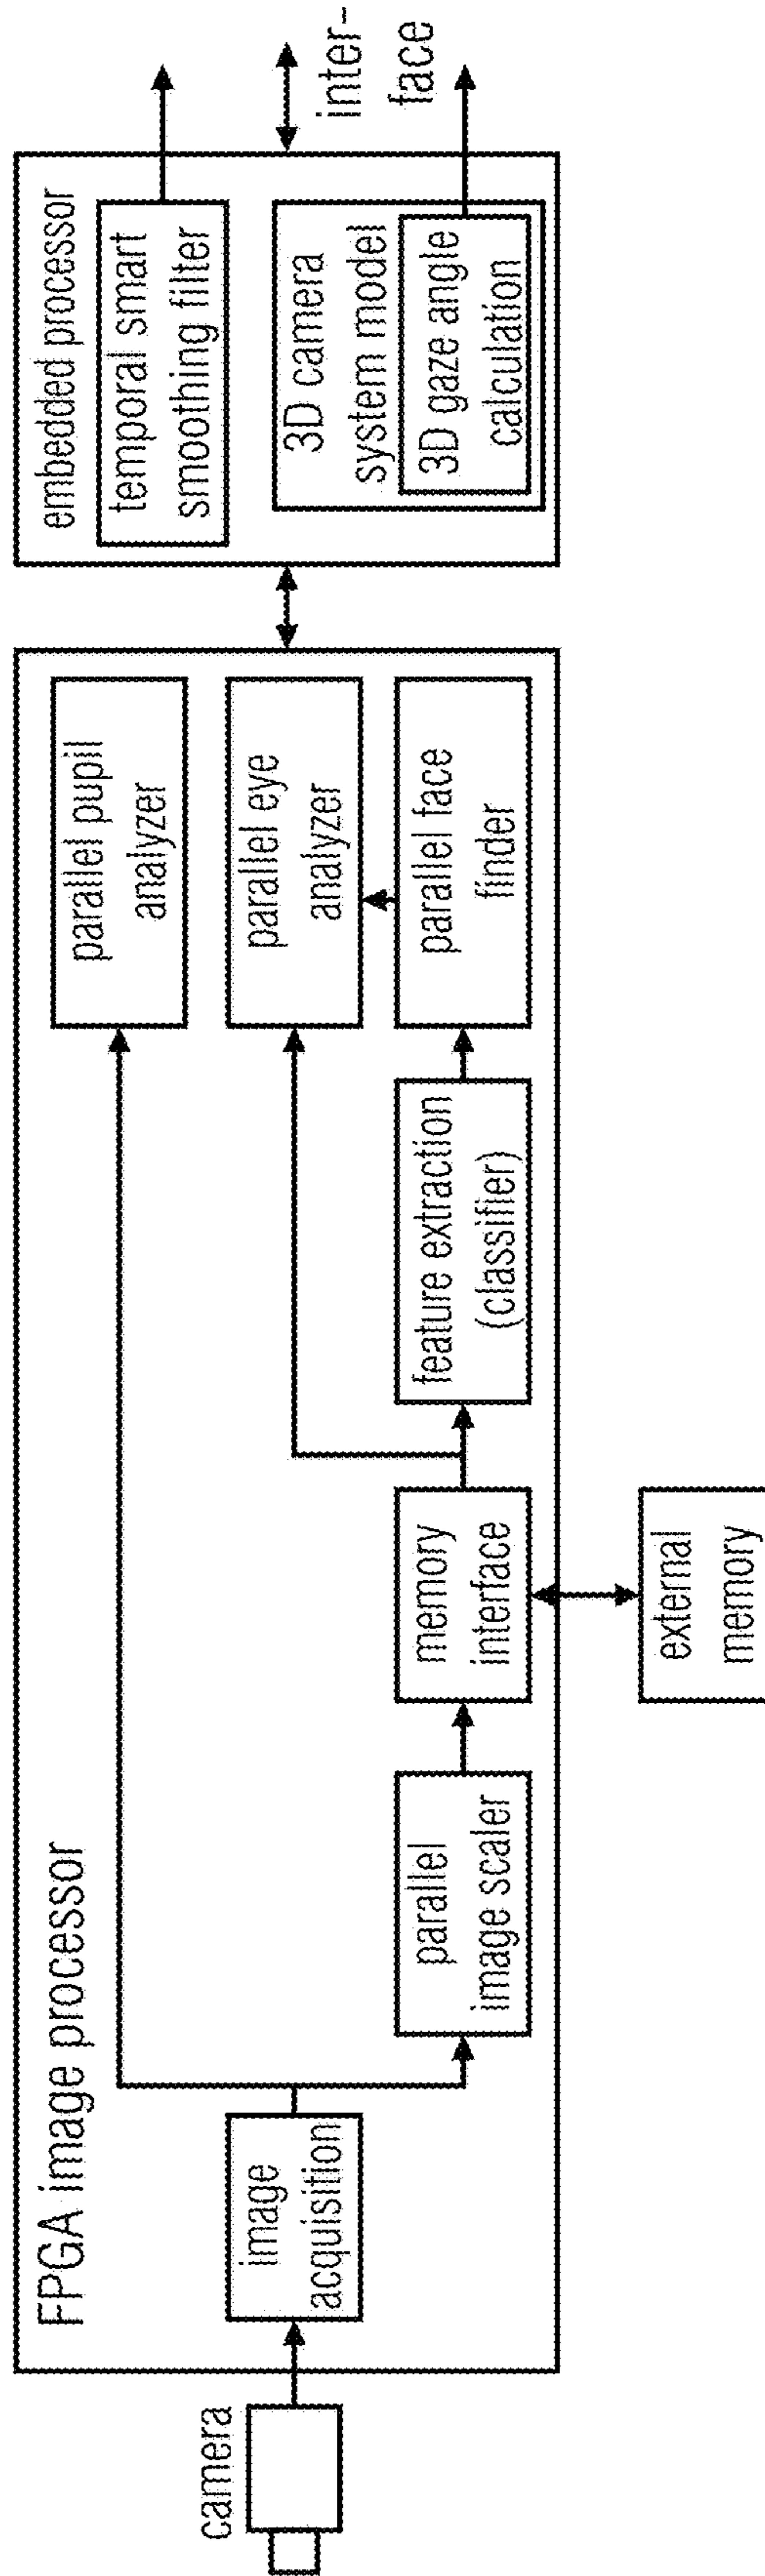 camera
FPGA image processor
image
acquisition
parallel
image scaler
memory
interface
external
memory
feature extraction
(classifier)
parallel pupil
analyzer
parallel eye
analyzer
parallel face
finder
embedded processor
temporal smart
smoothing filter
3D camera
system model
3D gaze angle
calculation
inter-
face